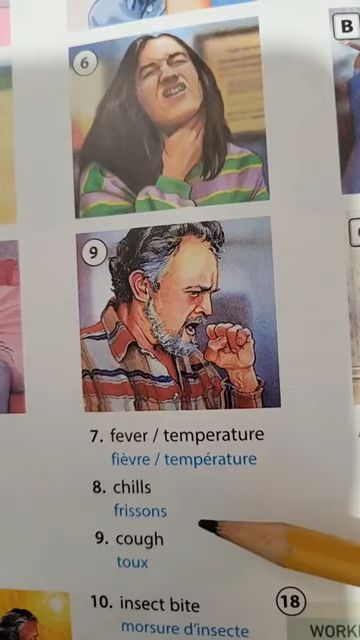 6
B
9
7. fever / temperature
fièvre / température
8. chills
frissons
9. cough
toux
10. insect bite
morsure d'insecte
18